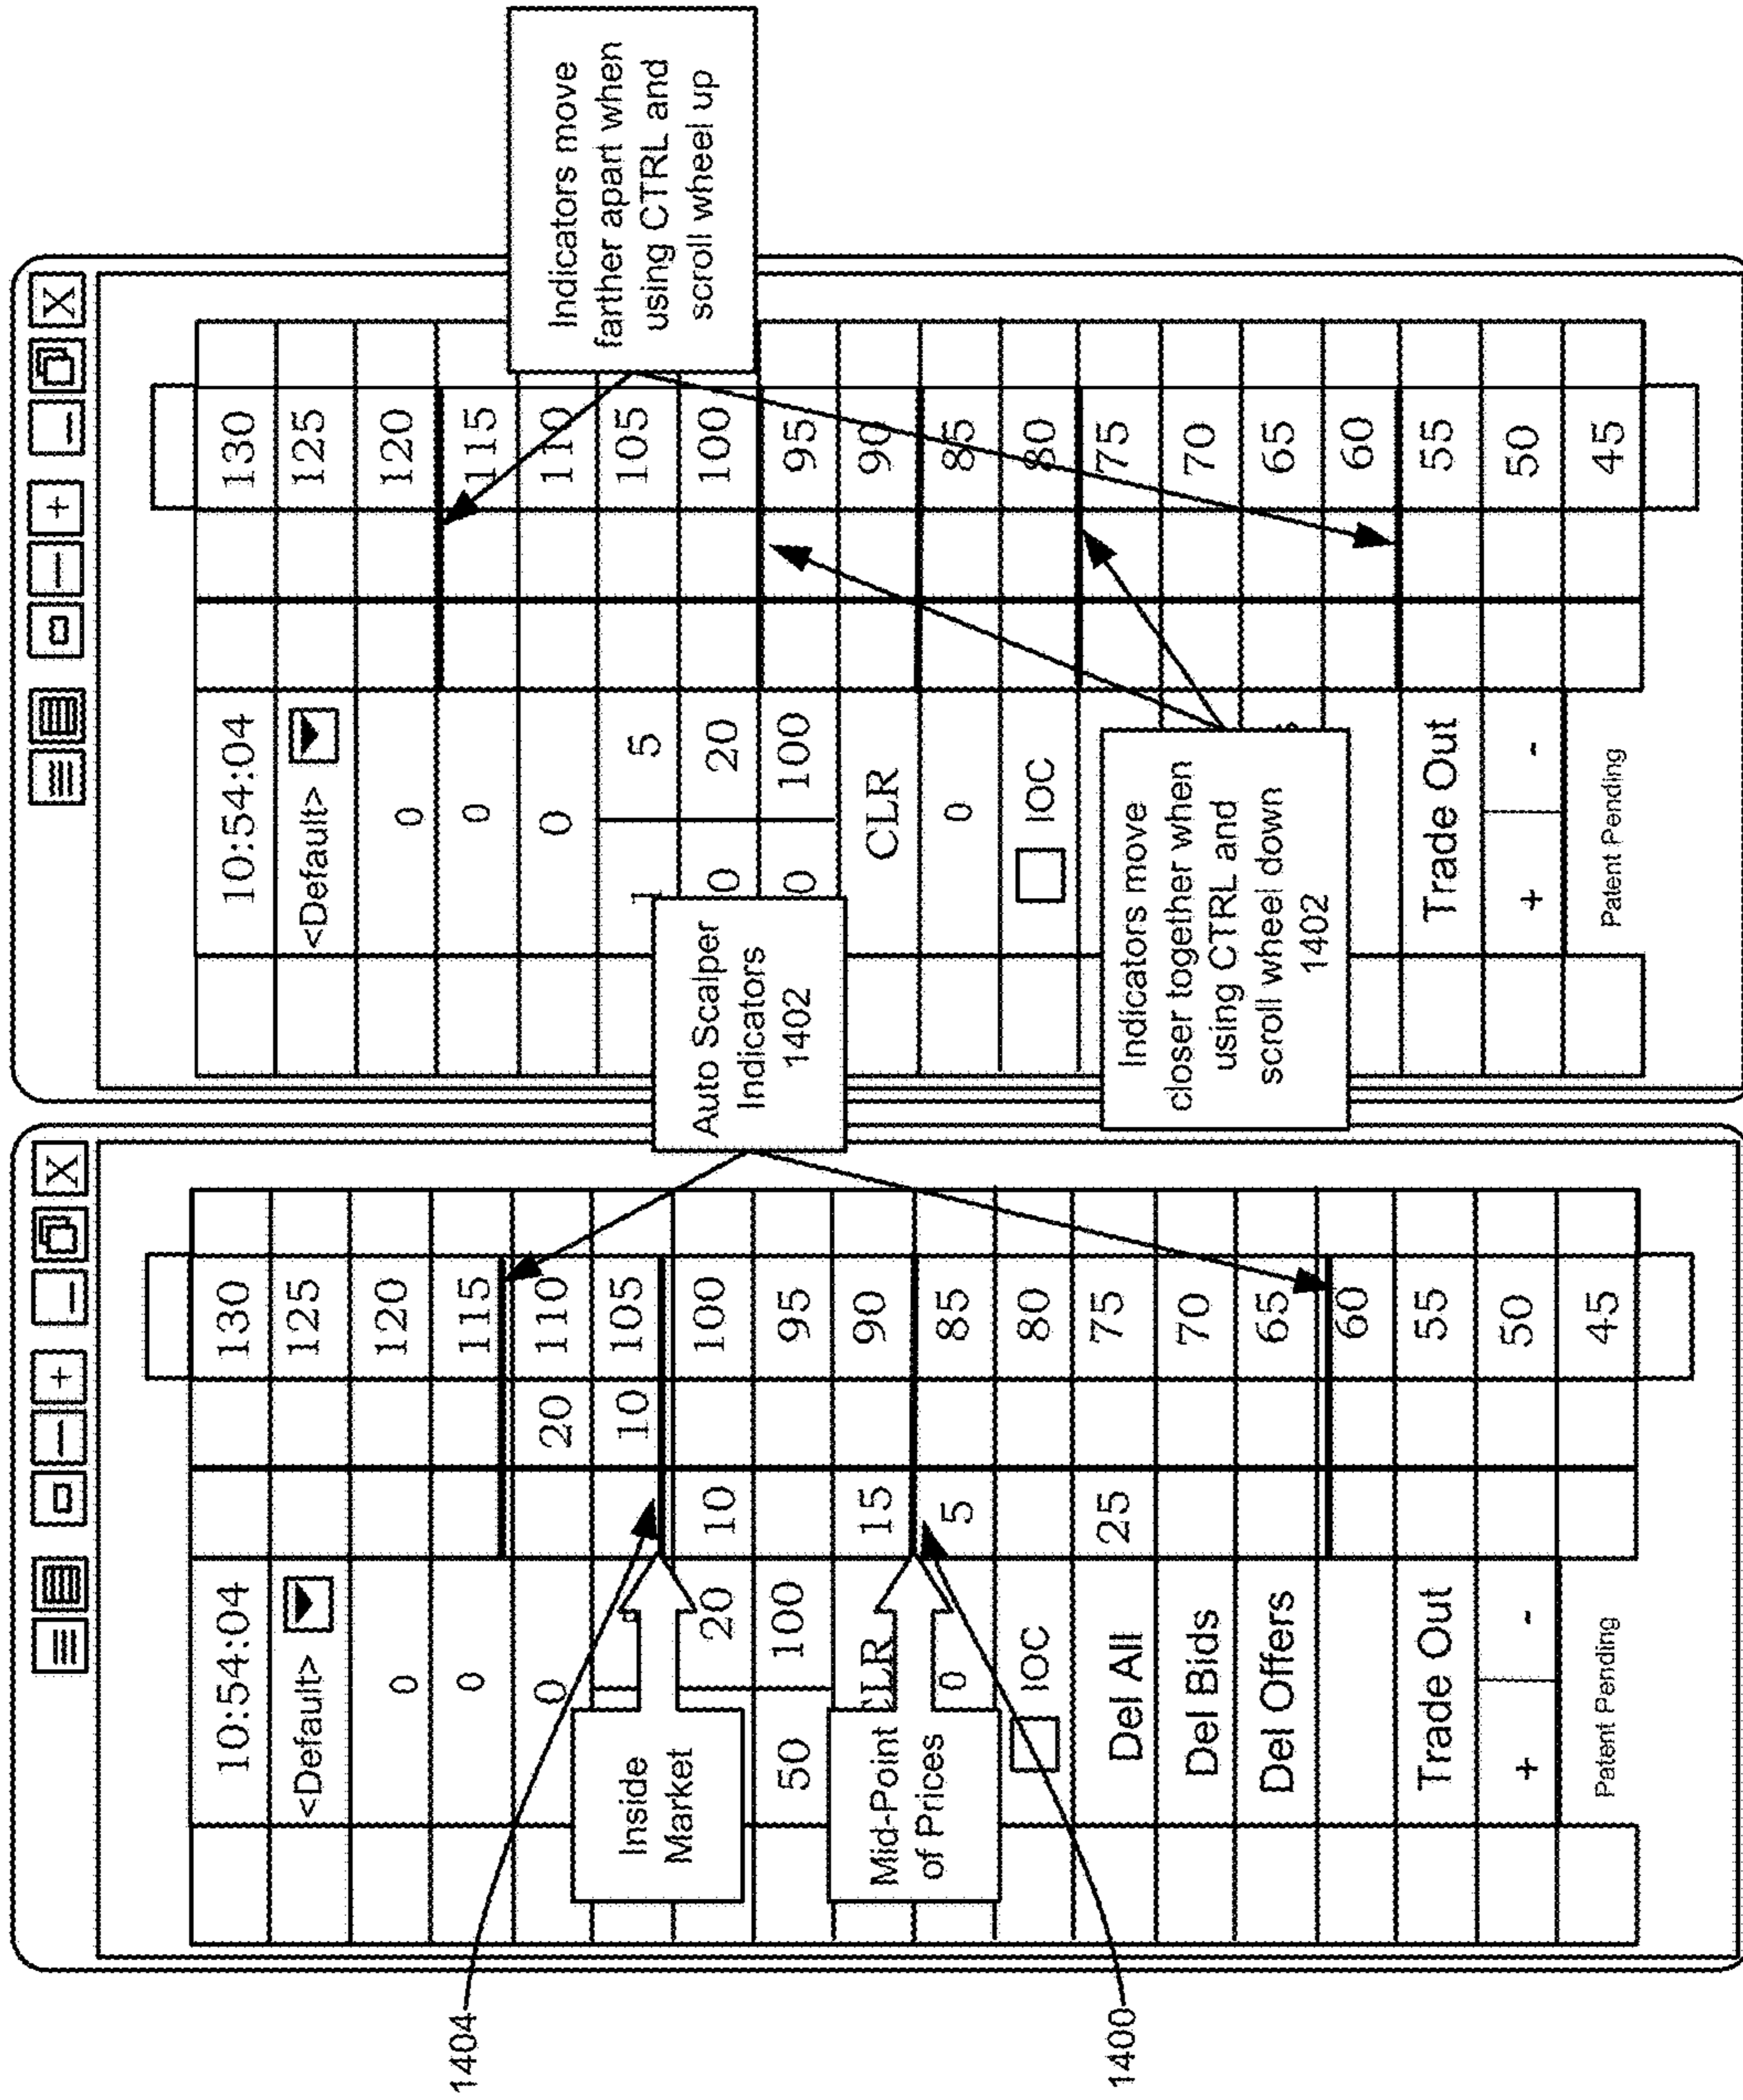 + X
10:54:04 130
<Default> 125
0 120
0 115
0 20 110
10 105
20 10 100
50 100 95
CLR 15 90
0 5 85
IOC 80
Del All 25 75
Del Bids 70
Del Offers 65
60
Trade Out 55
+ - 50
Patent Pending 45
1404
Inside
Market
1400
Mid-Point
of Prices
Auto Scalper
Indicators
1402
+ X
10:54:04 130
<Default> 125
0 120
0 115
0 110
1 5 105
0 20 100
0 100 95
CLR 90
0 85
IOC 80
75
70
65
60
Trade Out 55
+ - 50
Patent Pending 45
Indicators move
closer together when
using CTRL and
scroll wheel down
1402
Indicators move
farther apart when
using CTRL and
scroll wheel up